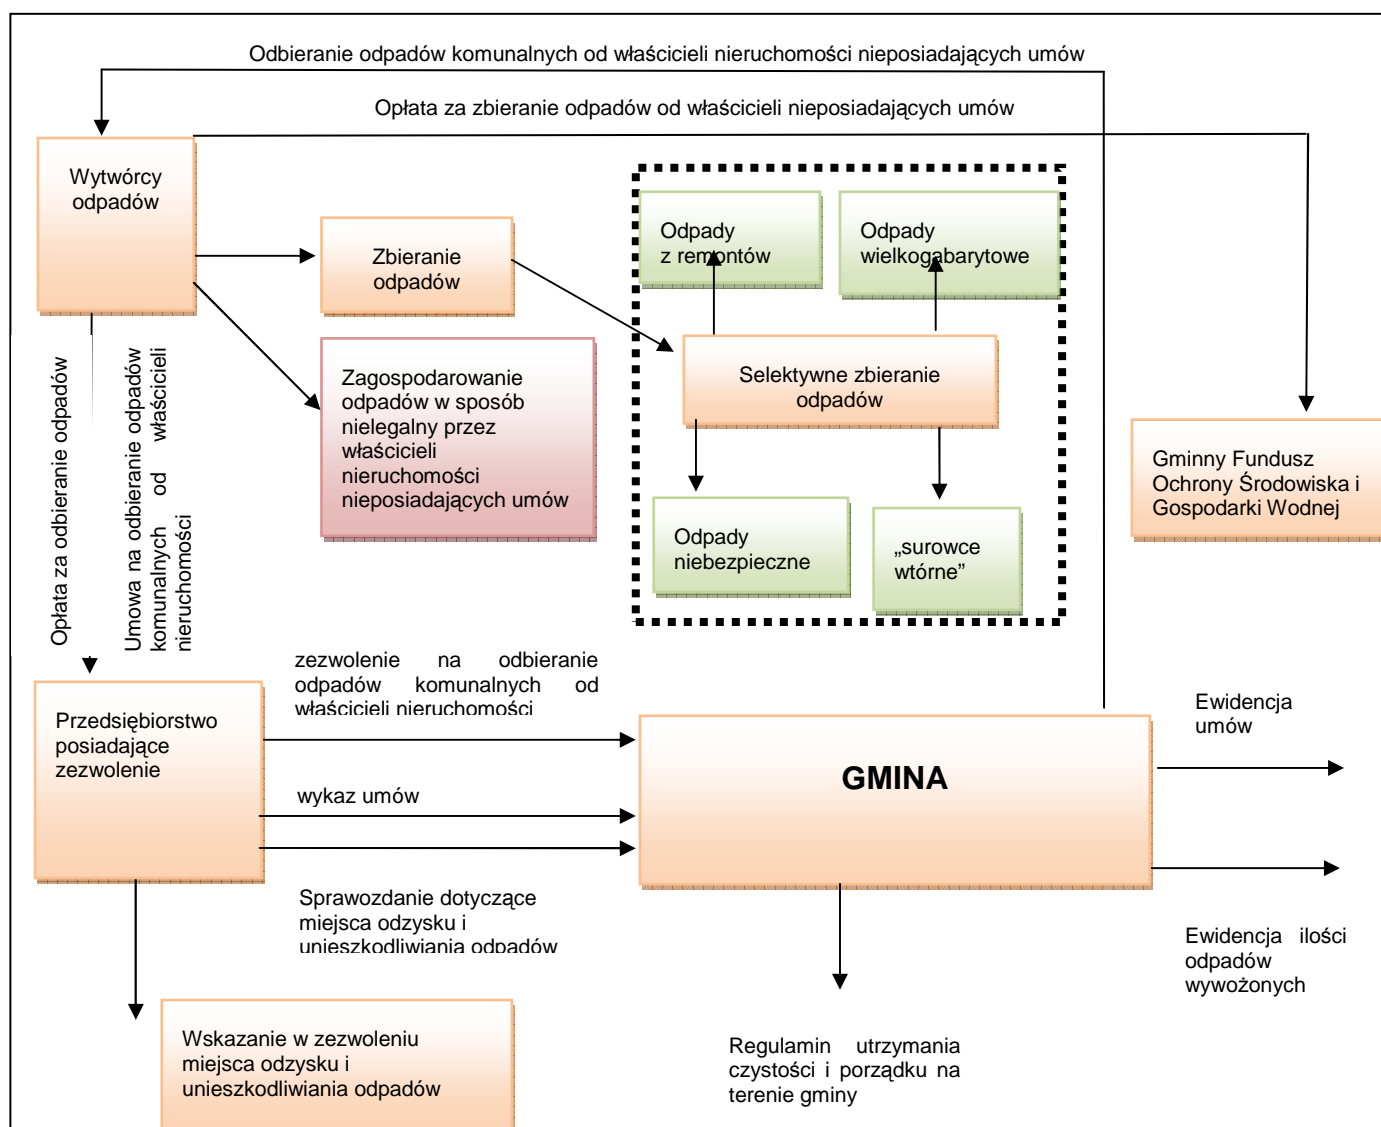 Odbieranie odpadów komunalnych od właścicieli nieruchomości nieposiadających umów
Opłata za zbieranie odpadów od właścicieli nieposiadających umów
Wytwórcy
odpadów
Zbieranie
odpadów
Odpady
z remontów
Odpady
wielkogabarytowe
Selektywne zbieranie
odpadów
Zagospodarowanie
odpadów w sposób
nielegalny przez
właścicieli
nieruchomości
nieposiadających umów
Odpady
niebezpieczne
„surowce
wtórne”
Gminny Fundusz
Ochrony Środowiska i
Gospodarki Wodnej
Opłata za odbieranie odpadów
Umowa na odbieranie odpadów
komunalnych od właścicieli
nieruchomości
zezwolenie na odbieranie
odpadów komunalnych od
właścicieli nieruchomości
Przedsiębiorstwo
posiadające
zezwolenie
wykaz umów
GMINA
Ewidencja
umów
Sprawozdanie dotyczące
miejsca odzysku i
unieszkodliwiania odpadów
Ewidencja ilości
odpadów
wywożonych
Wskazanie w zezwoleniu
miejsca odzysku i
unieszkodliwiania odpadów
Regulamin utrzymania
czystości i porządku na
terenie gminy